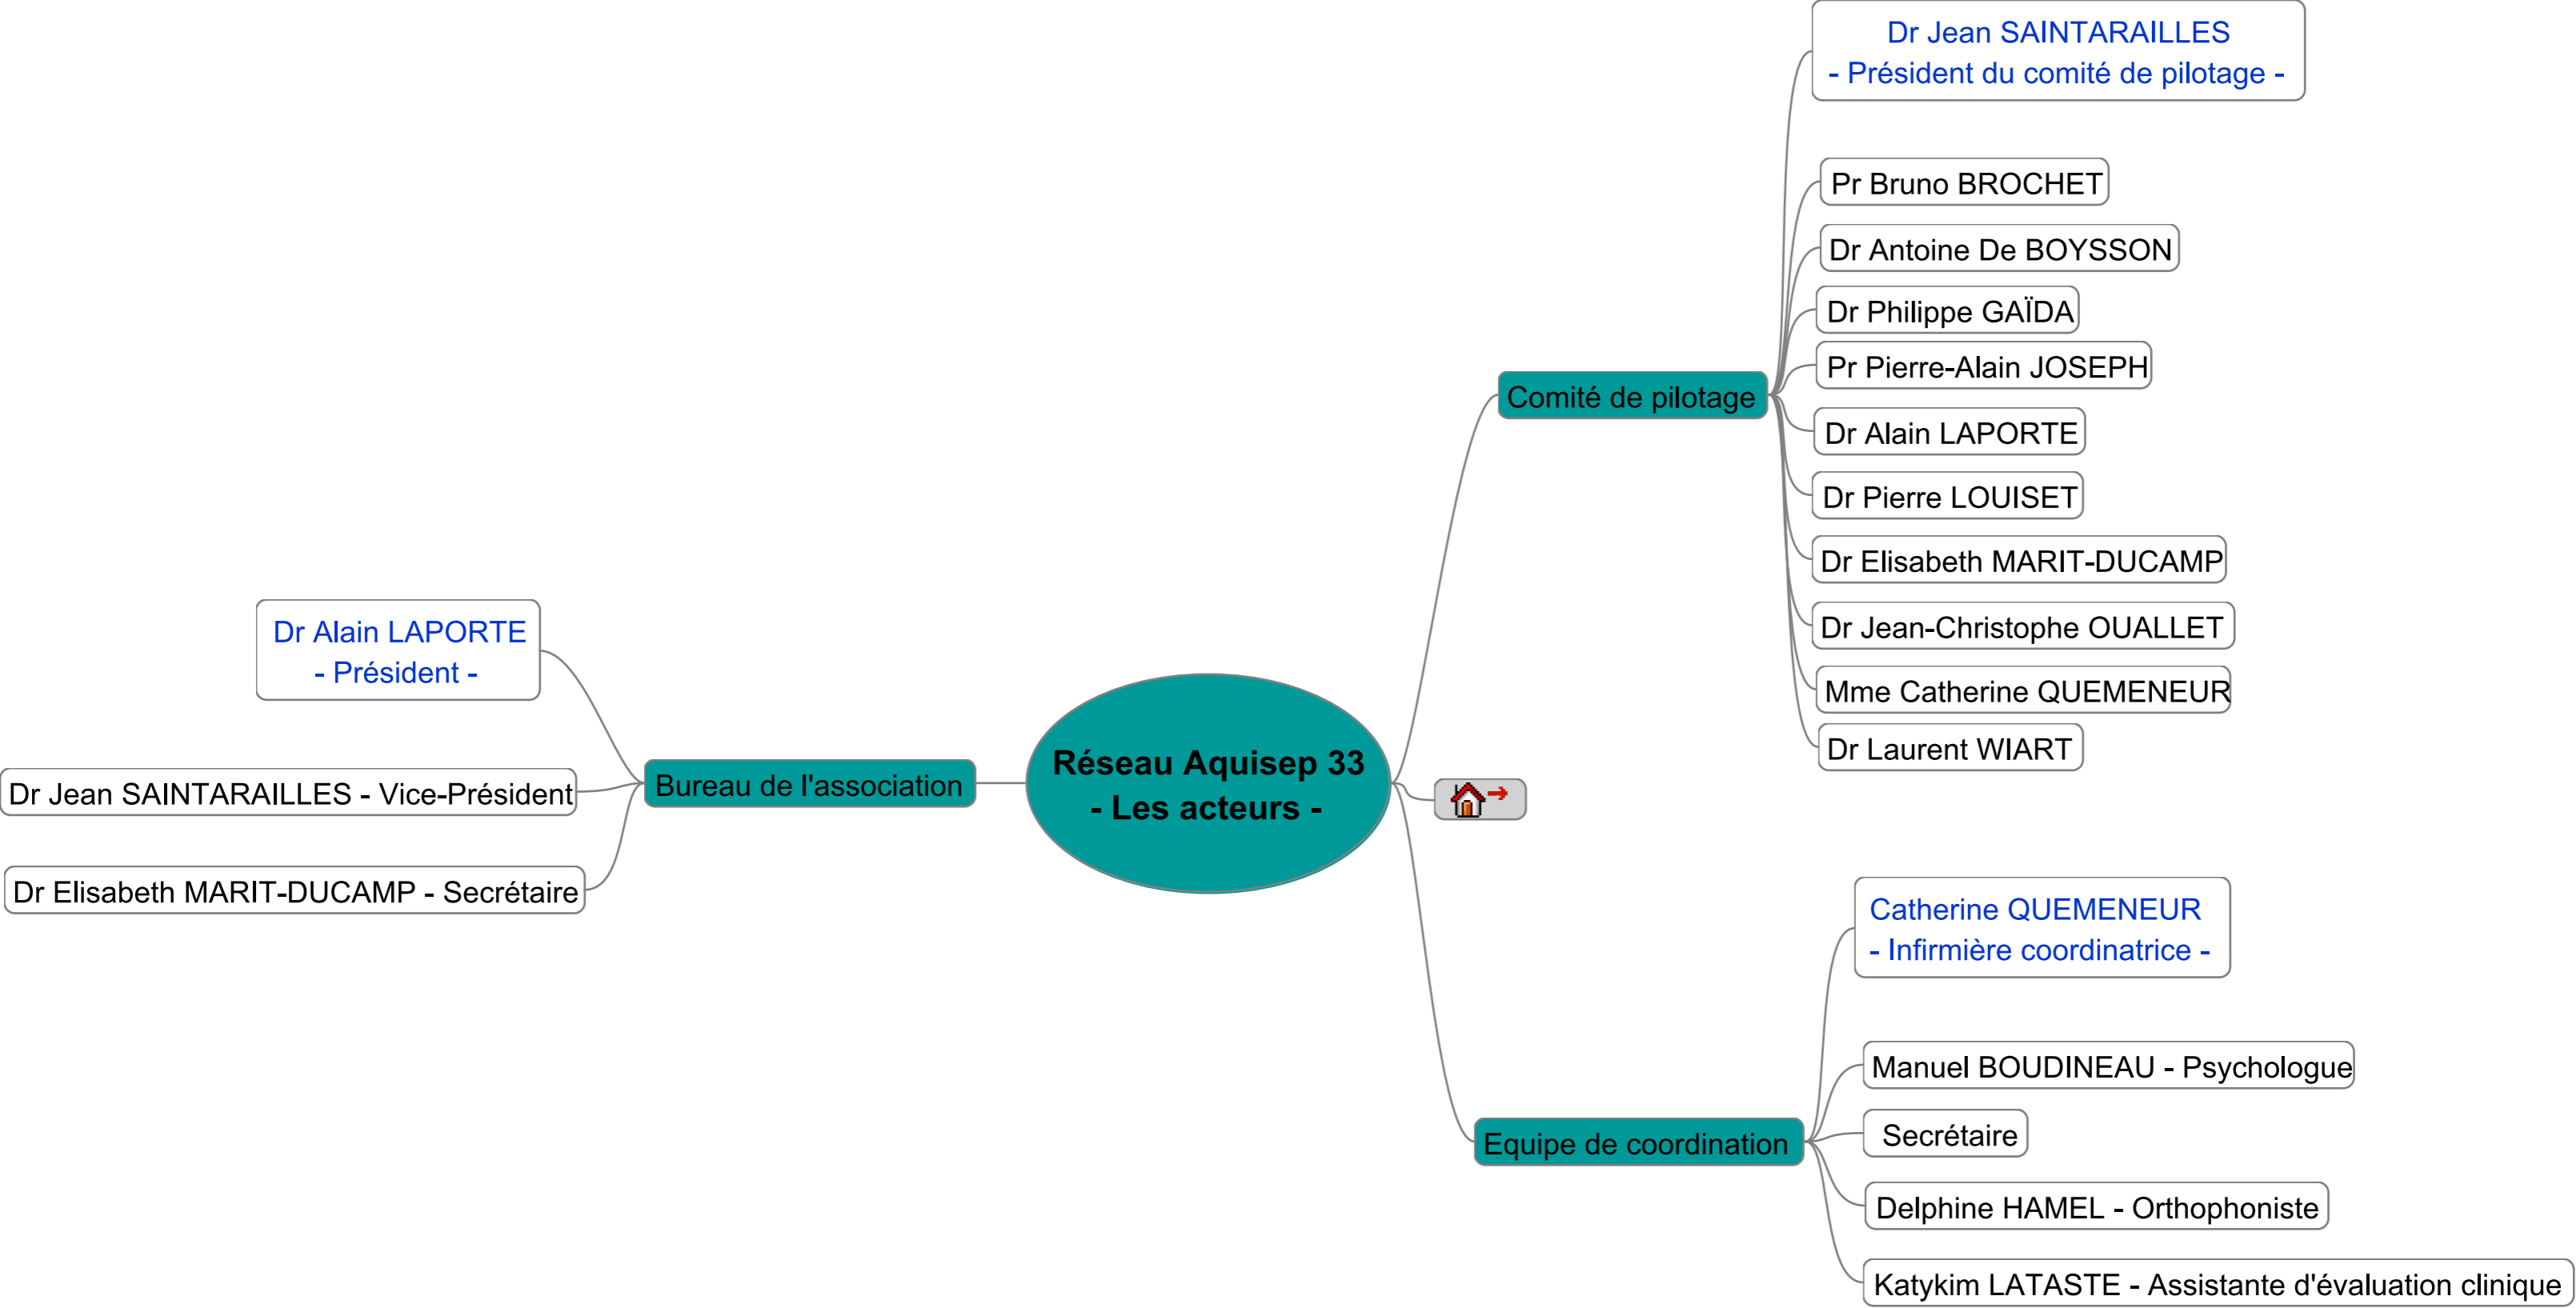 Dr Jean SAINTARAILLES
- Président du comité de pilotage -
Pr Bruno BROCHET
Dr Antoine De BOYSSON
Dr Philippe GAÏDA
Pr Pierre-Alain JOSEPH
Comité de pilotage
Dr Alain LAPORTE
Dr Pierre LOUISET
Dr Elisabeth MARIT-DUCAMP
Dr Jean-Christophe OUALLET
Mme Catherine QUEMENEUR
Dr Laurent WIART
Dr Alain LAPORTE
- Président -
Dr Jean SAINTARAILLES - Vice-Président
Dr Elisabeth MARIT-DUCAMP - Secrétaire
Bureau de l'association
Réseau Aquisep 33
- Les acteurs -
Catherine QUEMENEUR
- Infirmière coordinatrice -
Manuel BOUDINEAU - Psychologue
Secrétaire
Equipe de coordination
Delphine HAMEL - Orthophoniste
Katykim LATASTE - Assistante d'évaluation clinique